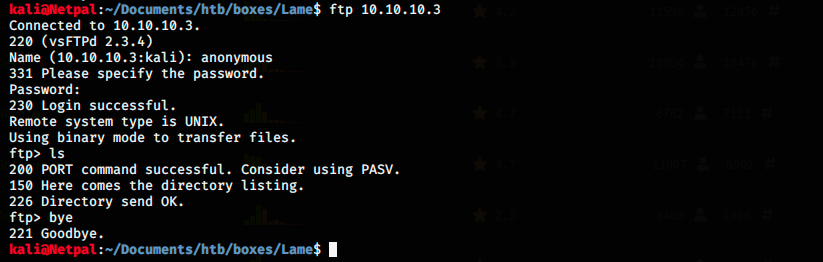 kali@Netpal:~/Documents/htb/boxes/Lame$ ftp 10.10.10.3
Connected to 10.10.10.3.
220 (vsFTPd 2.3.4)
Name (10.10.10.3:kali): anonymous
331 Please specify the password.
Password:
230 Login successful.
Remote system type is UNIX.
Using binary mode to transfer files.
ftp> ls
200 PORT command successful. Consider using PASV.
150 Here comes the directory listing.
226 Directory send OK.
ftp> bye
221 Goodbye.
kali@Netpal:~/Documents/htb/boxes/Lame$